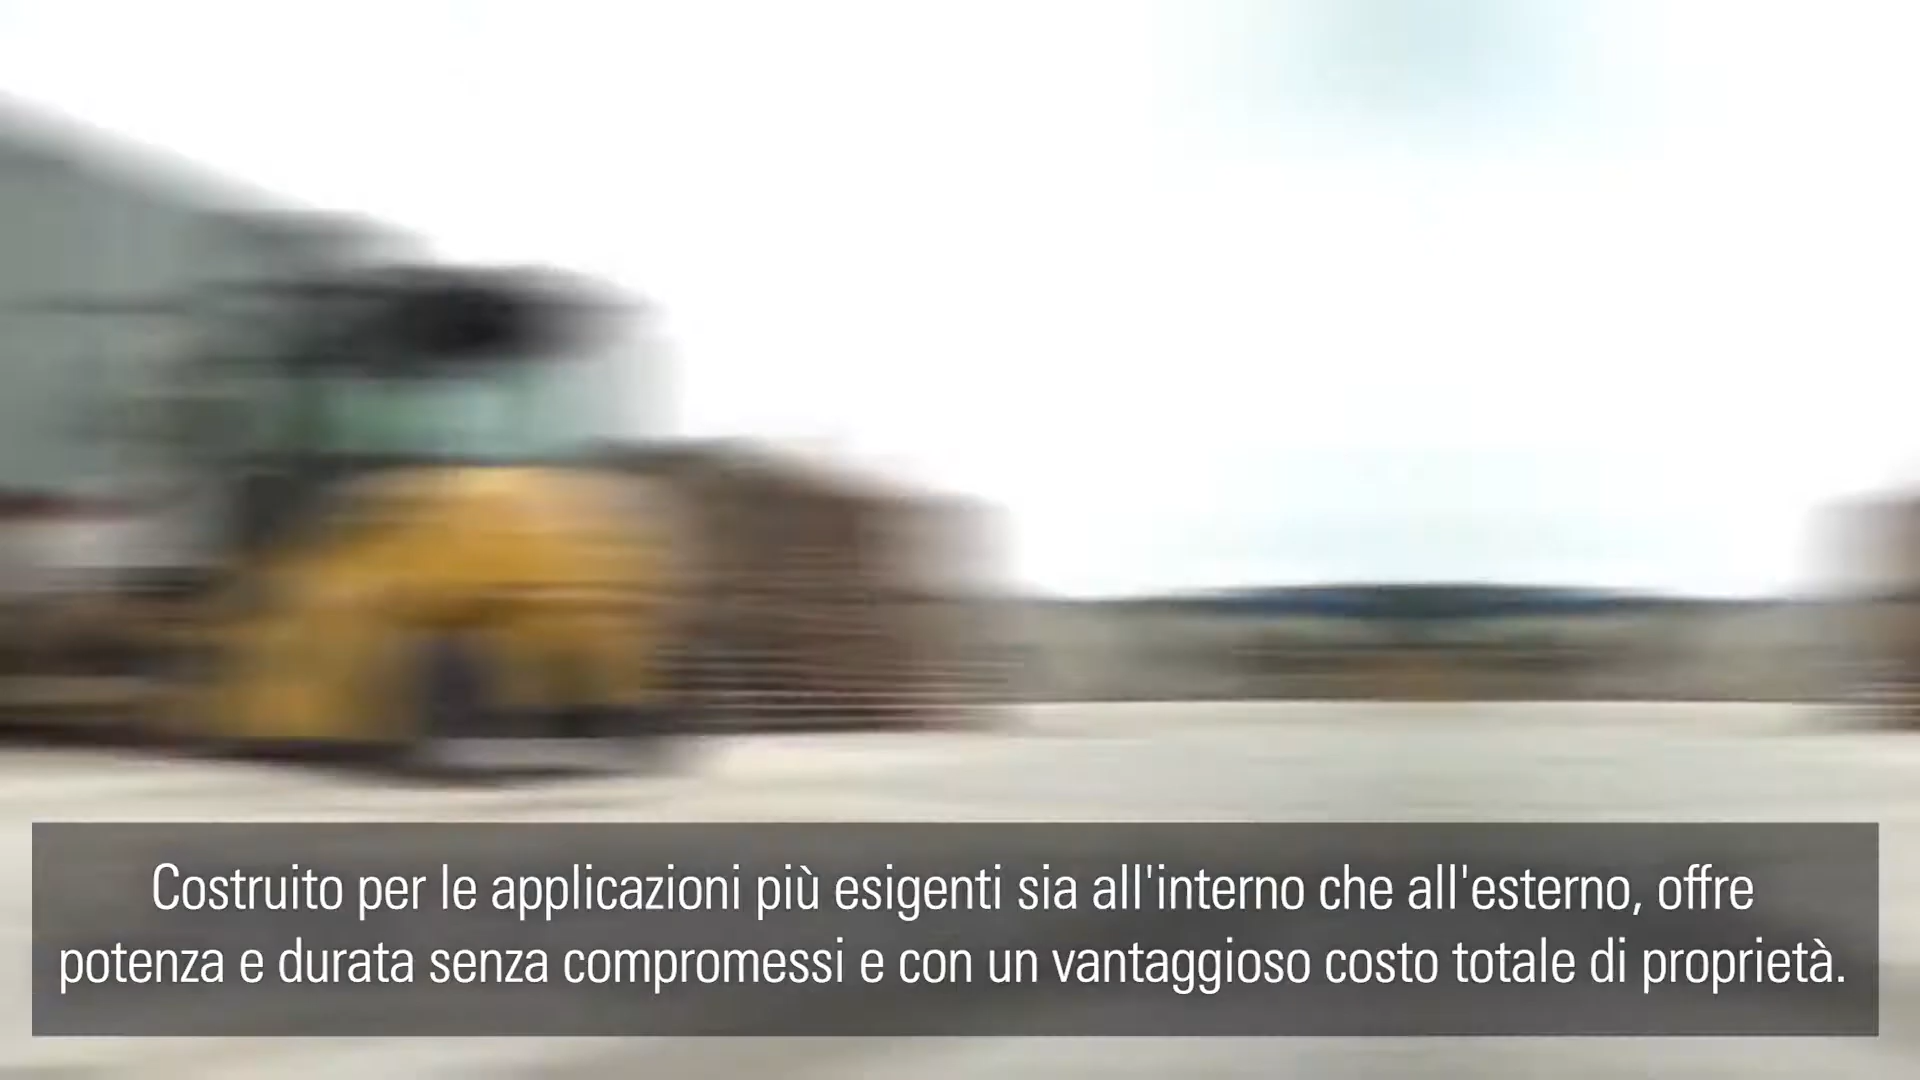 Costruito per le applicazioni più esigenti sia all'interno che all'esterno, offre
potenza e durata senza compromessi e con un vantaggioso costo totale di proprietà.